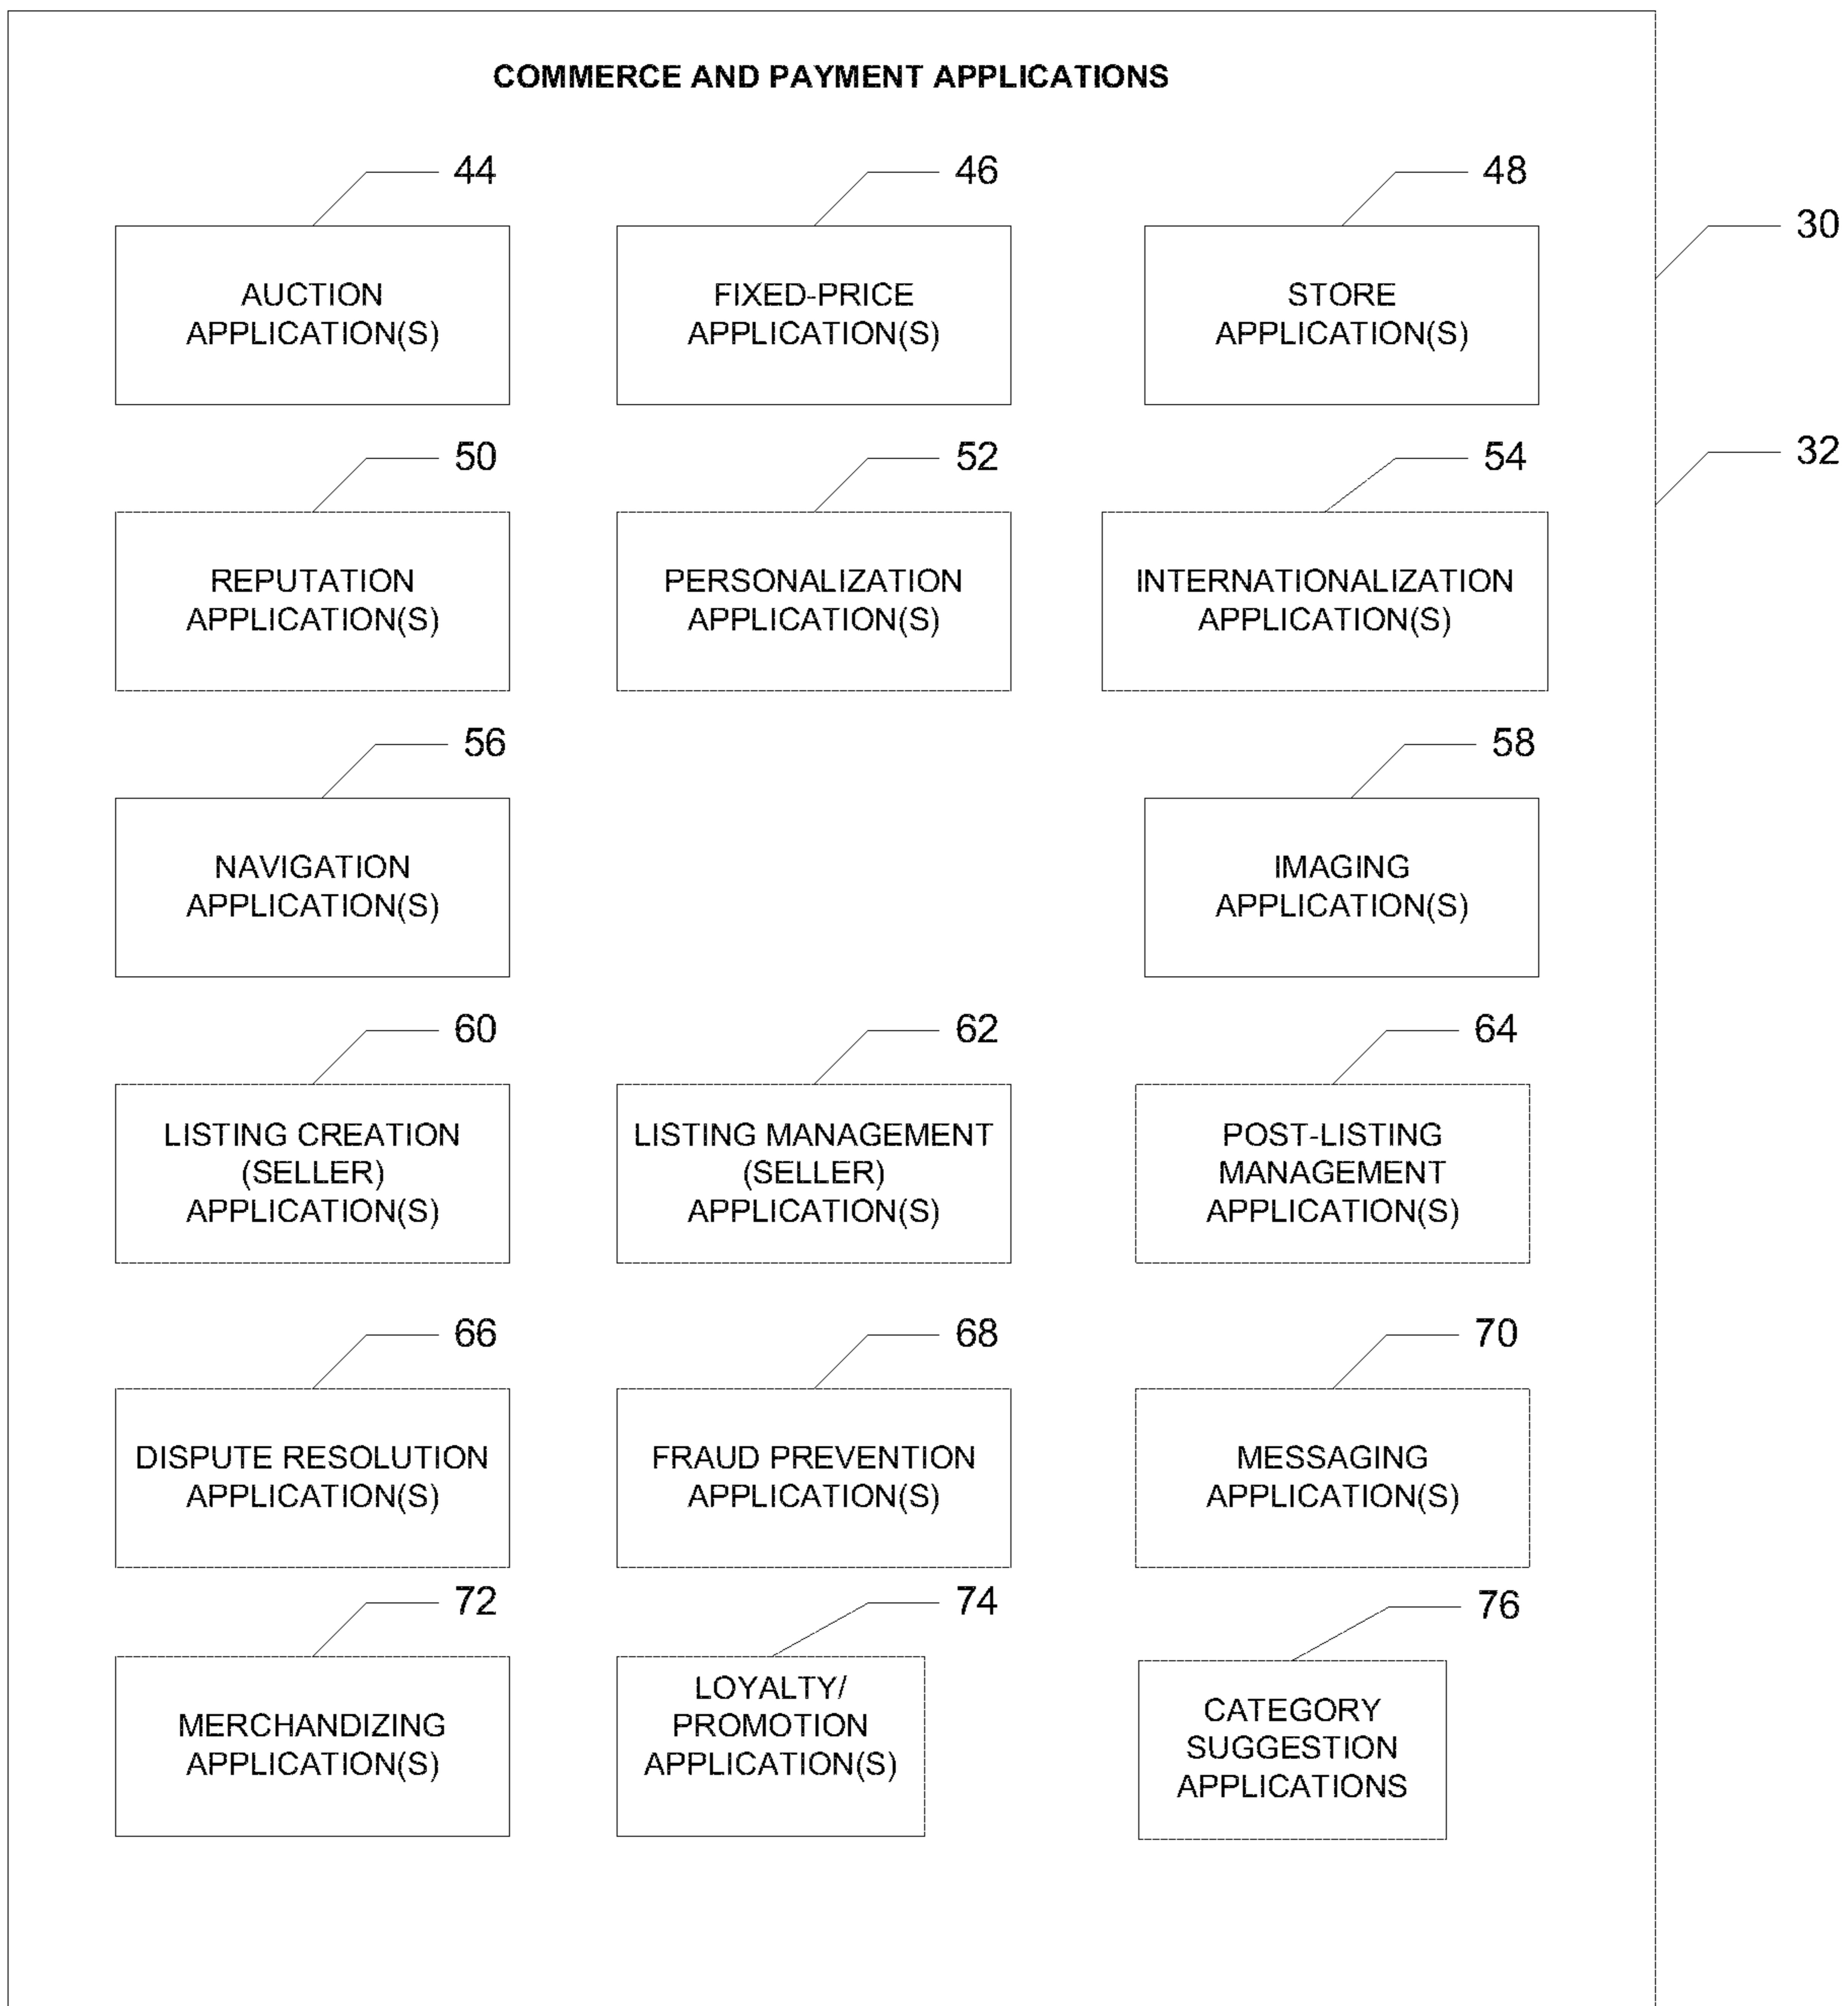 COMMERCE AND PAYMENT APPLICATIONS
44
46
48
30
AUCTION
APPLICATION(S)
FIXED-PRICE
APPLICATION(S)
STORE
APPLICATION(S)
32
50
52
54
REPUTATION
APPLICATION(S)
PERSONALIZATION
APPLICATION(S)
INTERNATIONALIZATION
APPLICATION(S)
56
58
NAVIGATION
APPLICATION(S)
IMAGING
APPLICATION(S)
60
62
64
LISTING CREATION
(SELLER)
APPLICATION(S)
LISTING MANAGEMENT
(SELLER)
APPLICATION(S)
POST-LISTING
MANAGEMENT
APPLICATION(S)
66
68
70
DISPUTE RESOLUTION
APPLICATION(S)
FRAUD PREVENTION
APPLICATION(S)
MESSAGING
APPLICATION(S)
72
74
76
MERCHANDIZING
APPLICATION(S)
LOYALTY/
PROMOTION
APPLICATION(S)
CATEGORY
SUGGESTION
APPLICATIONS